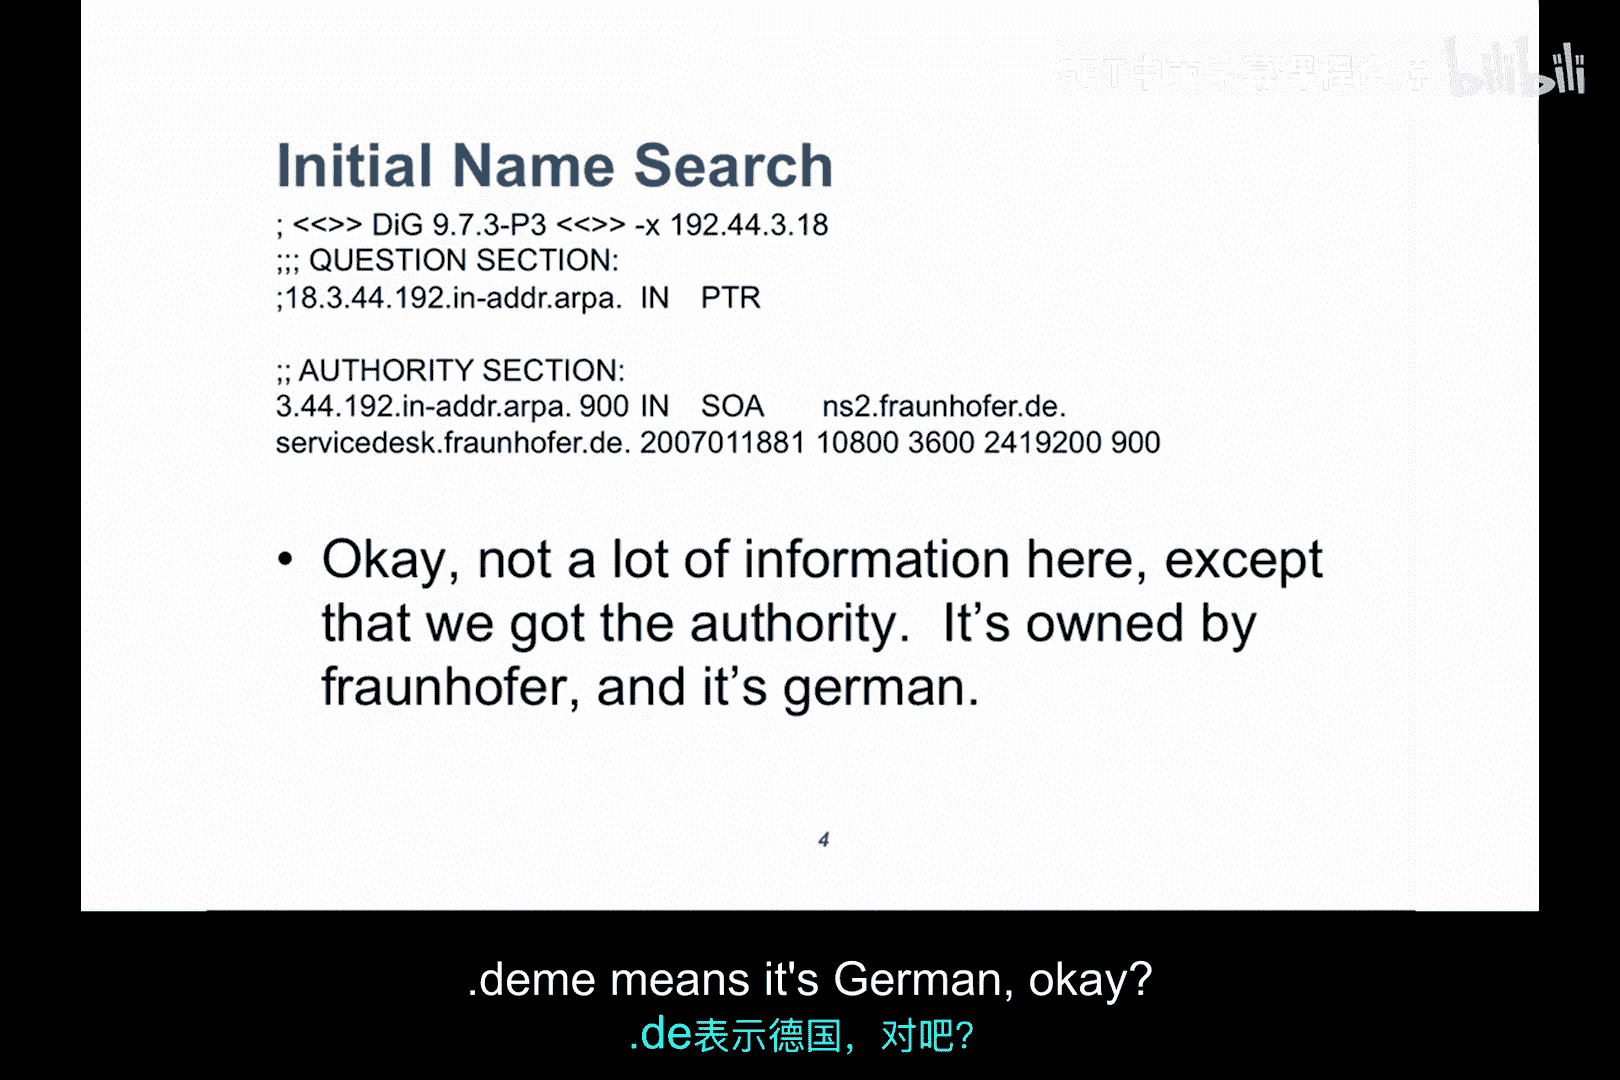 bilibili
Initial Name Search
; <<>> DiG 9.7.3-P3 <<>> -x 192.44.3.18
;;; QUESTION SECTION:
;18.3.44.192.in-addr.arpa. IN PTR
;; AUTHORITY SECTION:
3.44.192.in-addr.arpa. 900 IN SOA ns2.fraunhofer.de.
servicedesk.fraunhofer.de. 2007011881 10800 3600 2419200 900
• Okay, not a lot of information here, except
that we got the authority. It’s owned by
fraunhofer, and it’s german.
4
.deme means it's German, okay?
.de表示德国，对吧?